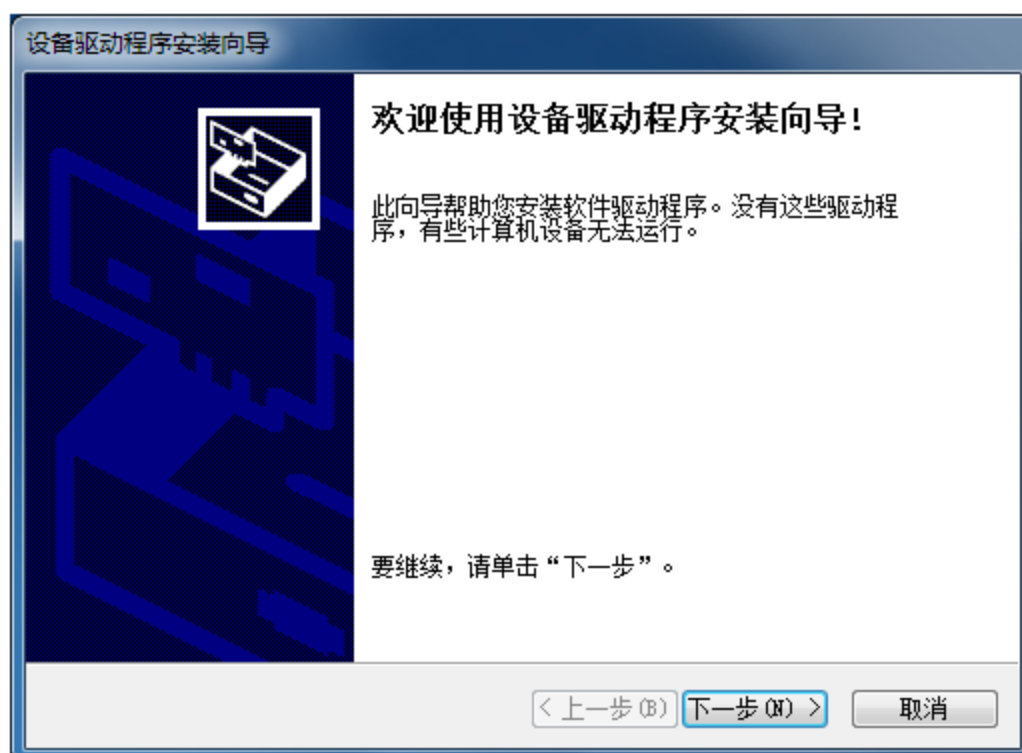 设备驱动程序安装向导
欢迎使用设备驱动程序安装向导!
此向导帮助您安装软件驱动程序。没有这些驱动程
序,有些计算机设备无法运行。
要继续,请单击“下一步”。
< 上一步(B) 下一步(N) > 取消